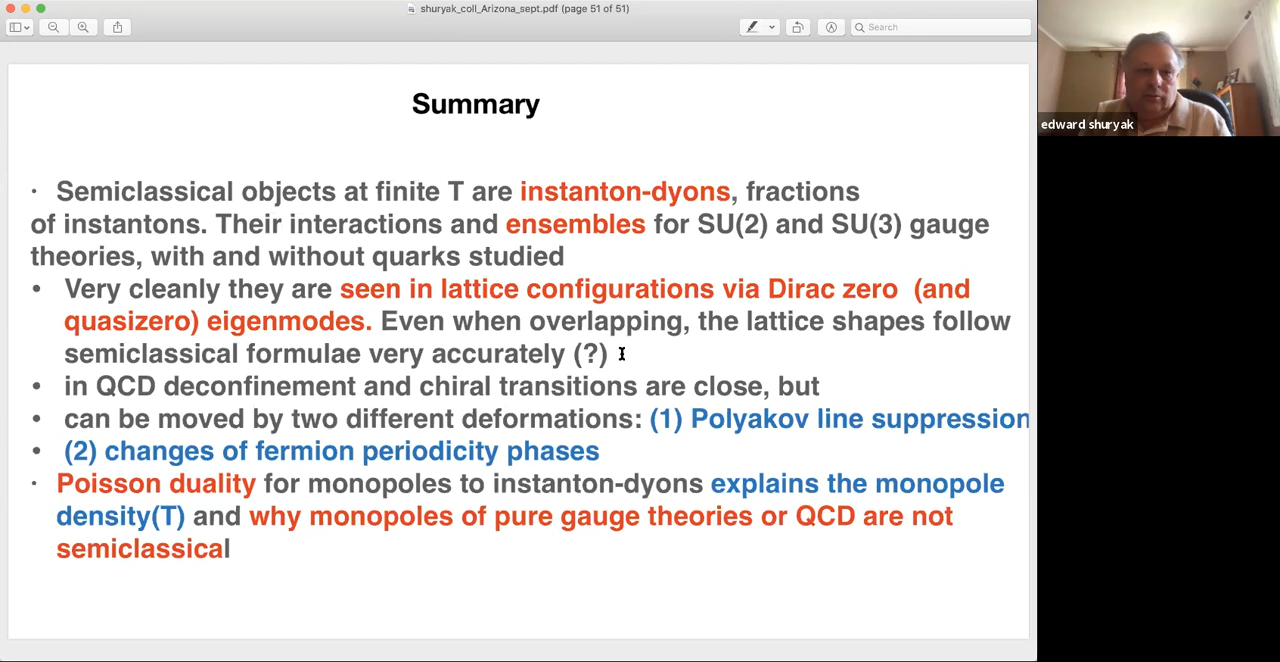 shuryak_coll_Arizona_sept.pdf (page 51 of 51)
Search
edward shuryak
Summary
· Semiclassical objects at finite T are instanton-dyons, fractions
of instantons. Their interactions and ensembles for SU(2) and SU(3) gauge
theories, with and without quarks studied
• Very cleanly they are seen in lattice configurations via Dirac zero (and
quasizero) eigenmodes. Even when overlapping, the lattice shapes follow
semiclassical formulae very accurately (?)
• in QCD deconfinement and chiral transitions are close, but
• can be moved by two different deformations: (1) Polyakov line suppression
• (2) changes of fermion periodicity phases
· Poisson duality for monopoles to instanton-dyons explains the monopole
density(T) and why monopoles of pure gauge theories or QCD are not
semiclassical